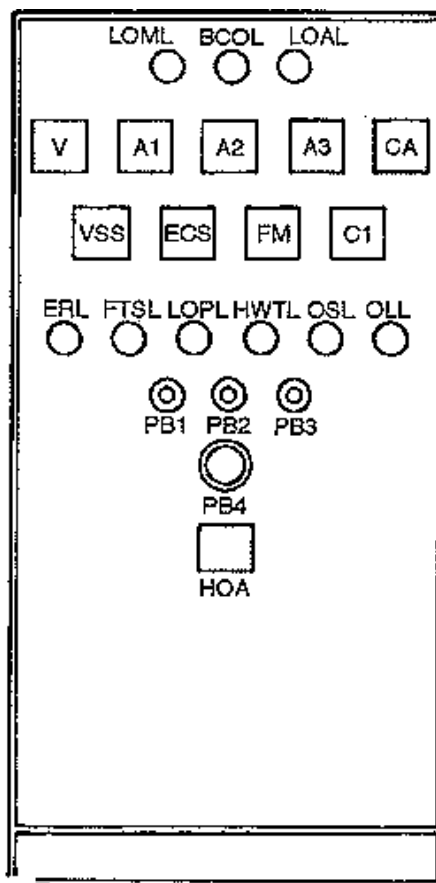 LOML BCOL LOAL
V A1 A2 A3 CA
VSS ECS FM C1
ERL FTSL LOPL HWTL OSL OLL
PB1 PB2 PB3
PB4
HOA